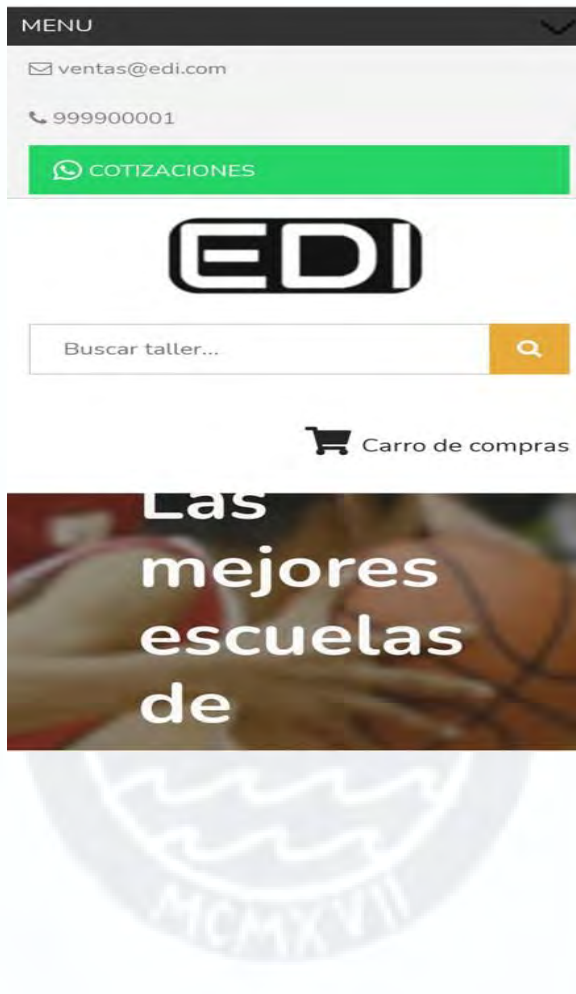 MENU
ventas@edi.com
999900001
COTIZACIONES
EDI
Buscar taller...
Carro de compras
Las
mejores
escuelas
de
MCMXVII